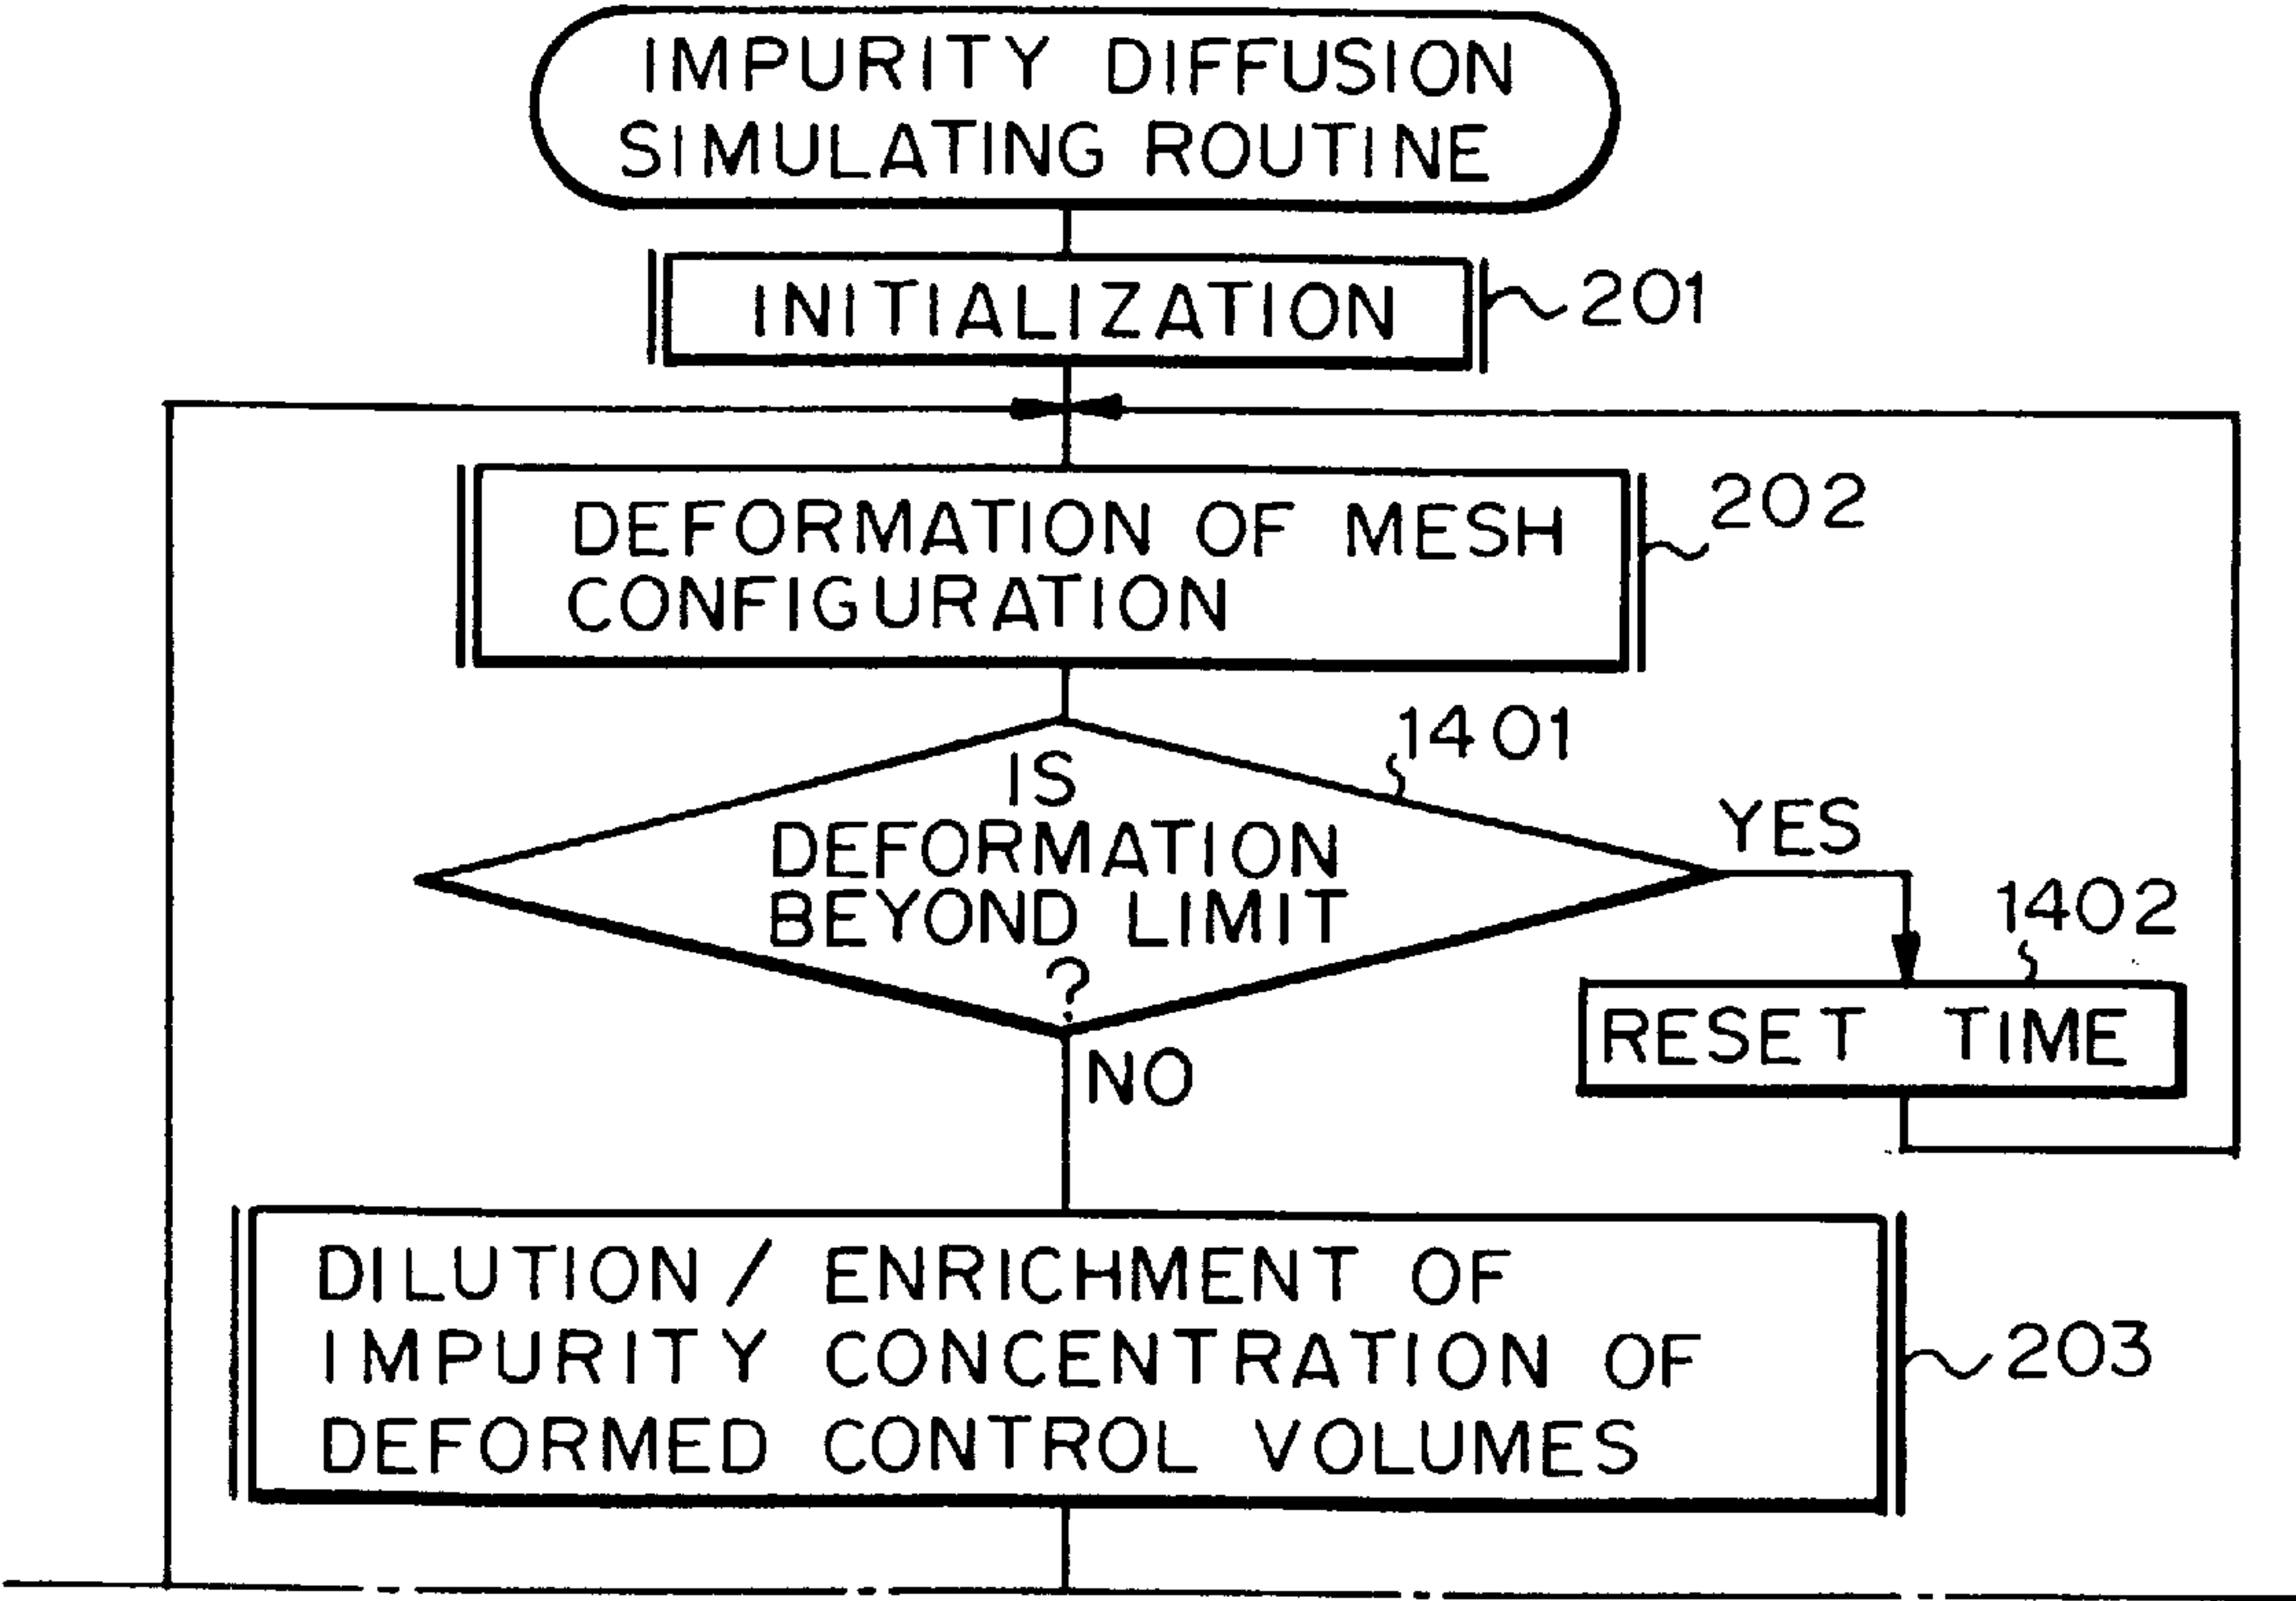 IMPURITY DIFFUSION
SIMULATING ROUTINE
INITIALIZATION
201
DEFORMATION OF MESH
CONFIGURATION
202
1401
IS
DEFORMATION
BEYOND LIMIT
?
YES
1402
RESET TIME
NO
DILUTION / ENRICHMENT OF
IMPURITY CONCENTRATION OF
DEFORMED CONTROL VOLUMES
203